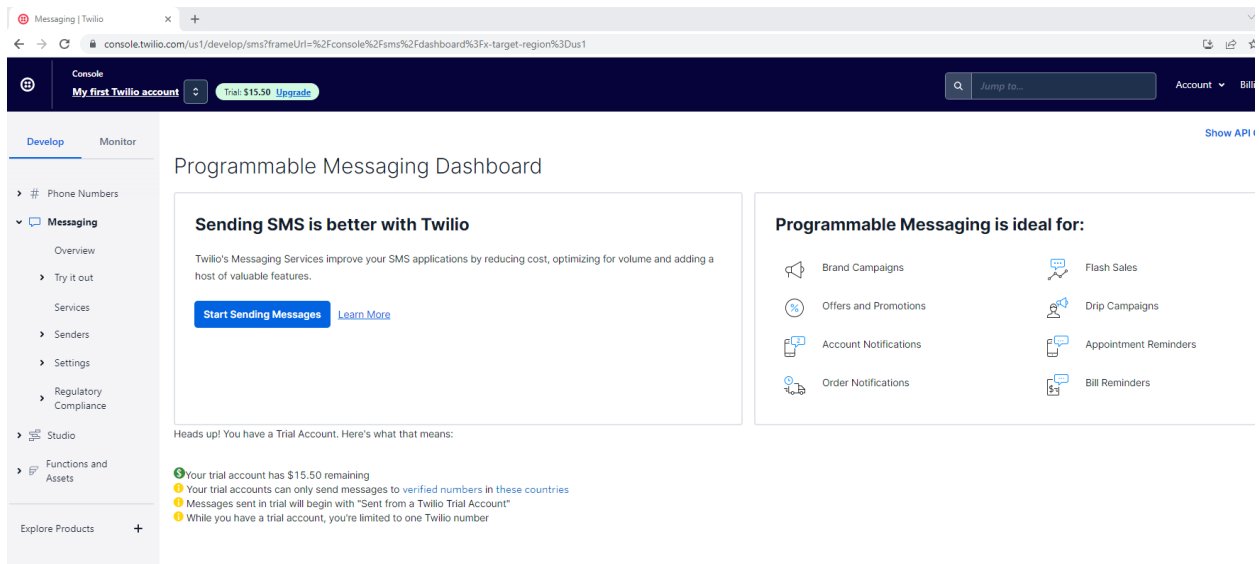 Messaging | Twilio
console.twilio.com/us1/develop/sms?frameUrl=%2Fconsole%2Fsms%2Fdashboard%3Fx-target-region%3Dus1
Console
My first Twilio account
Trial: $15.50 Upgrade
Jump to...
Account
Billi
Develop
Monitor
Show API
Programmable Messaging Dashboard
Phone Numbers
Messaging
Overview
Try it out
Services
Senders
Settings
Regulatory
Compliance
Studio
Functions and
Assets
Explore Products
Sending SMS is better with Twilio
Twilio's Messaging Services improve your SMS applications by reducing cost, optimizing for volume and adding a
host of valuable features.
Start Sending Messages
Learn More
Programmable Messaging is ideal for:
Brand Campaigns
Flash Sales
Offers and Promotions
Drip Campaigns
Account Notifications
Appointment Reminders
Order Notifications
Bill Reminders
Heads up! You have a Trial Account. Here's what that means:
Your trial account has $15.50 remaining
Your trial accounts can only send messages to verified numbers in these countries
Messages sent in trial will begin with "Sent from a Twilio Trial Account"
While you have a trial account, you're limited to one Twilio number